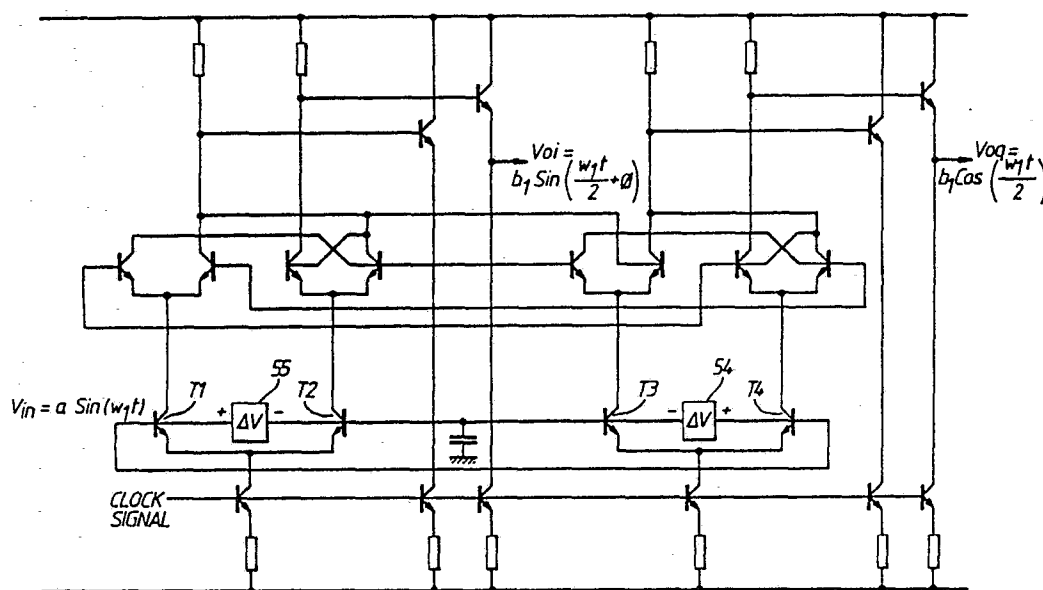 Voi =
b₁ Sin (w₁t/2 + ø)
Voq =
b₁ Cos (w₁t/2)
Vin = a Sin (w₁t)
T1
55
+ ΔV -
T2
T3
54
- ΔV +
T4
CLOCK
SIGNAL